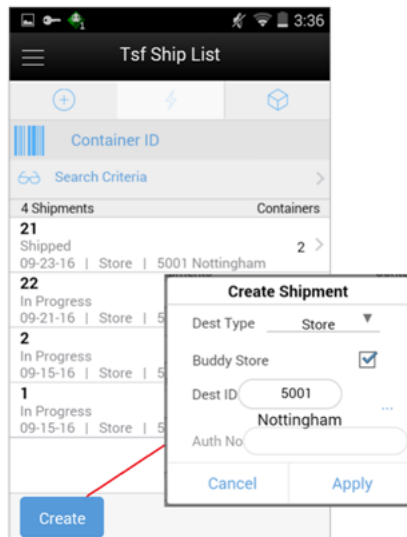 3:36
Tsf Ship List
Container ID
Search Criteria
4 Shipments Containers
21
Shipped 2
09-23-16 | Store | 5001 Nottingham
22
In Progress
09-21-16 | Store | 5
2
In Progress
09-15-16 | Store | 5
1
In Progress
09-15-16 | Store | 5
Create
Create Shipment
Dest Type Store
Buddy Store
Dest ID 5001
Nottingham
...
Auth No
Cancel Apply